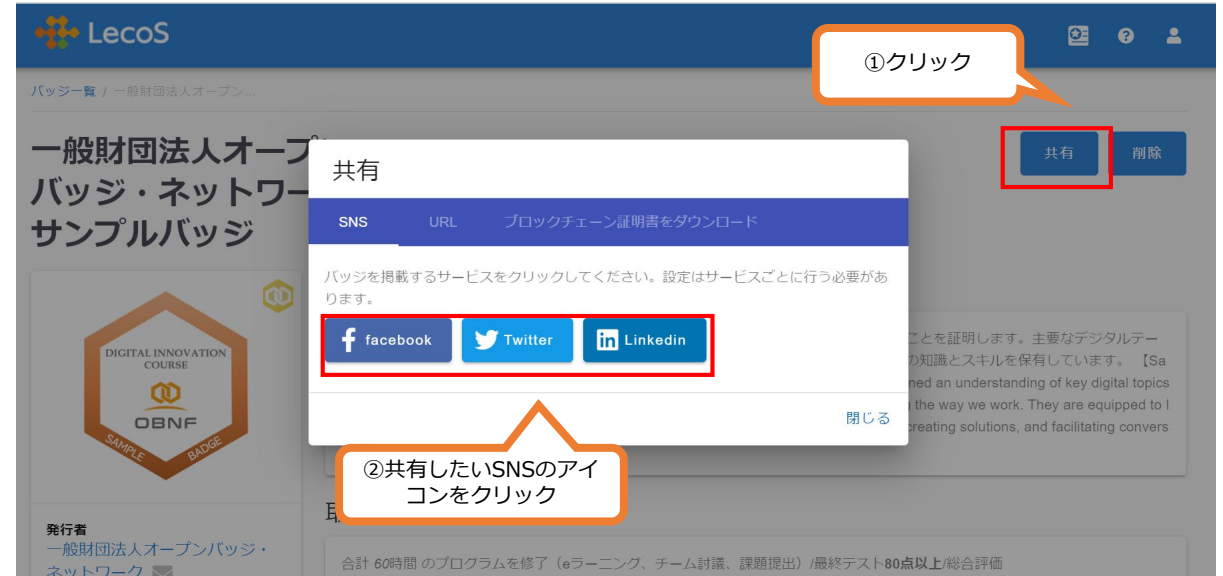 LecoS
①クリック
バッジ一覧 / 一般財団法人オープン...
一般財団法人オープ
バッジ・ネットワー
サンプルバッジ
共有
削除
共有
SNS
URL
ブロックチェーン証明書をダウンロード
バッジを掲載するサービスをクリックしてください。設定はサービスごとに行う必要があ
ります。
facebook
Twitter
Linkedin
閉じる
②共有したいSNSのアイ
コンをクリック
DIGITAL INNOVATION
COURSE
OBNF
SAMPLE BADGE
ことを証明します。主要なデジタルテー
の知識とスキルを保有しています。 【Sa
ned an understanding of key digital topics
the way we work. They are equipped to l
creating solutions, and facilitating convers
発行者
一般財団法人オープンバッジ・
ネットワーク
合計 60時間 のプログラムを修了（eラーニング、チーム討議、課題提出）/最終テスト80点以上/総合評価